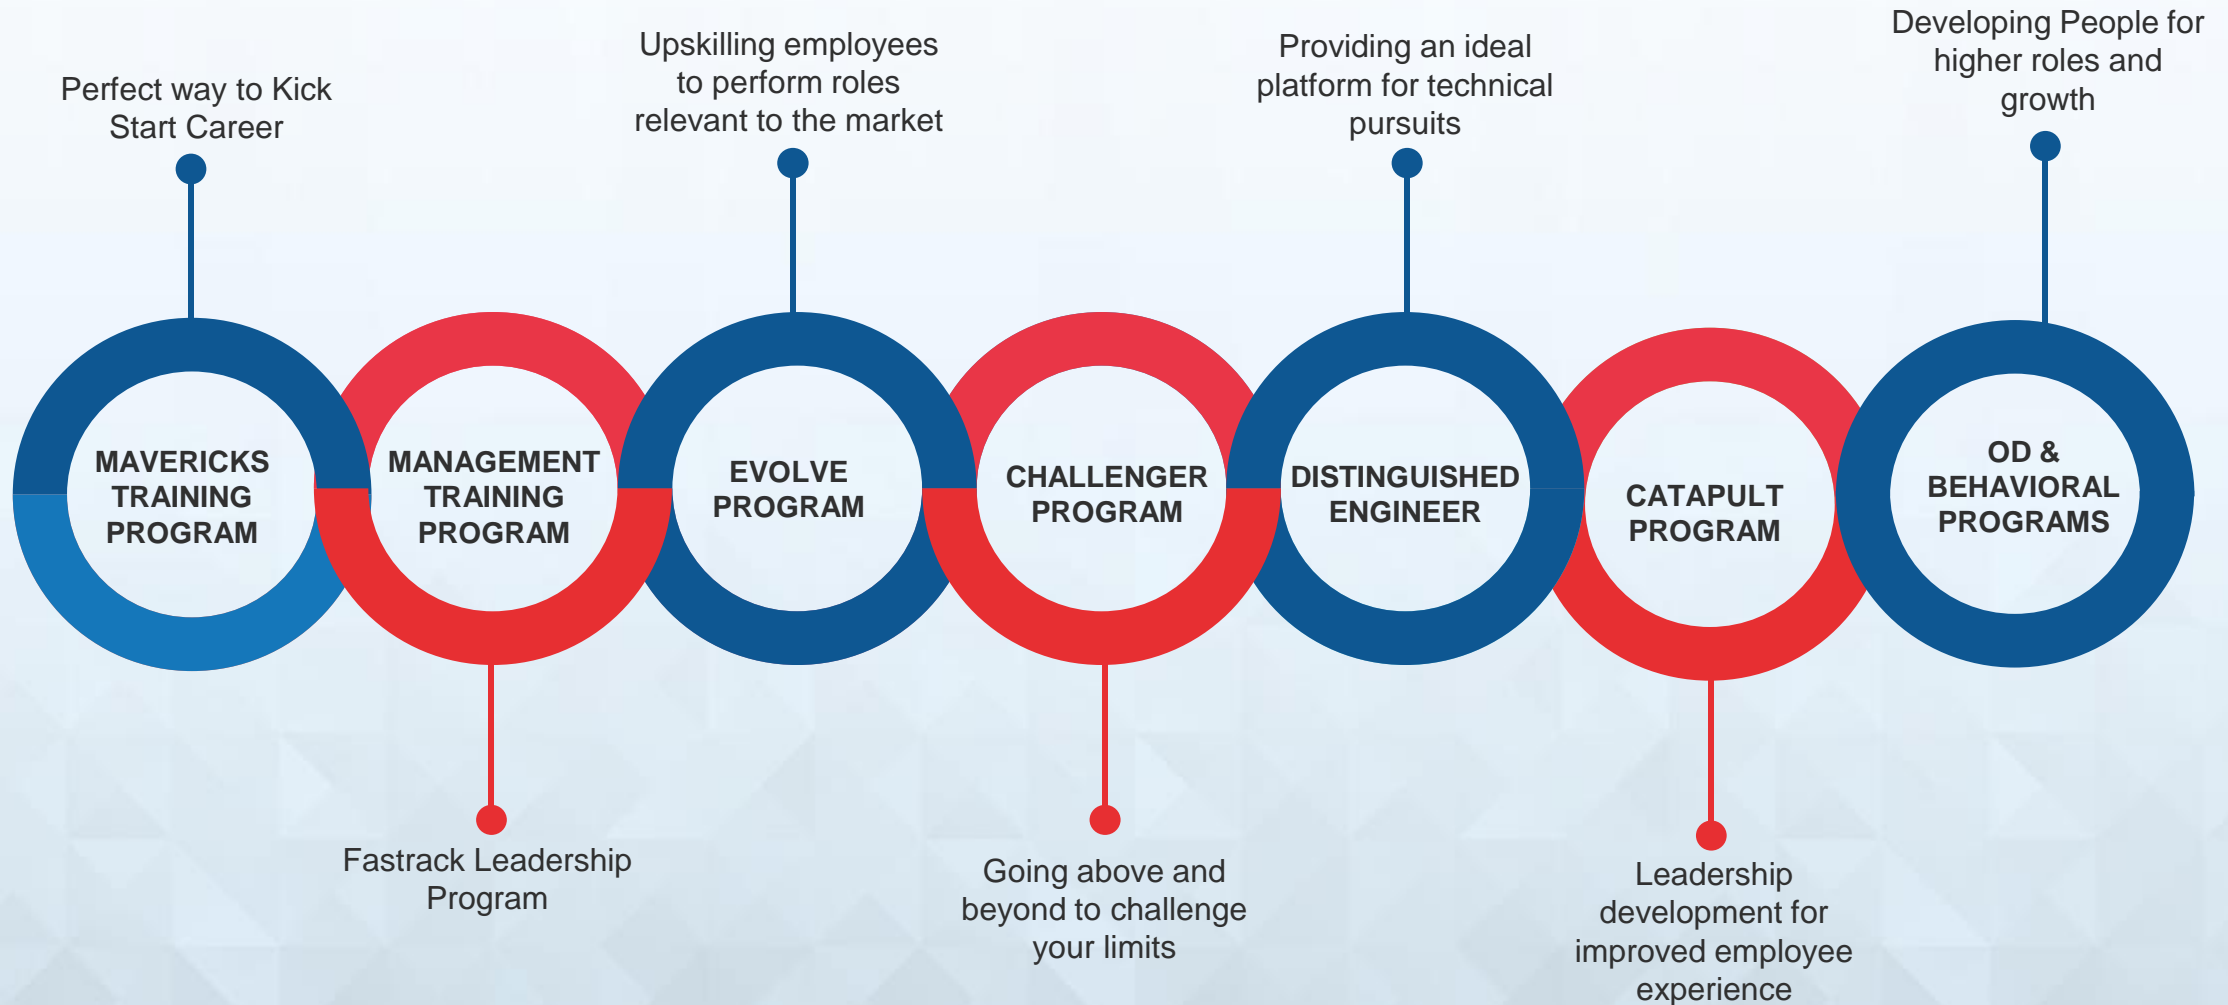 Perfect way to Kick
Start Career
Upskilling employees
to perform roles
relevant to the market
Providing an ideal
platform for technical
pursuits
Developing People for
higher roles and
growth
MAVERICKS
TRAINING
PROGRAM
MANAGEMENT
TRAINING
PROGRAM
EVOLVE
PROGRAM
CHALLENGER
PROGRAM
DISTINGUISHED
ENGINEER
CATAPULT
PROGRAM
OD &
BEHAVIORAL
PROGRAMS
Fastrack Leadership
Program
Going above and
beyond to challenge
your limits
Leadership
development for
improved employee
experience